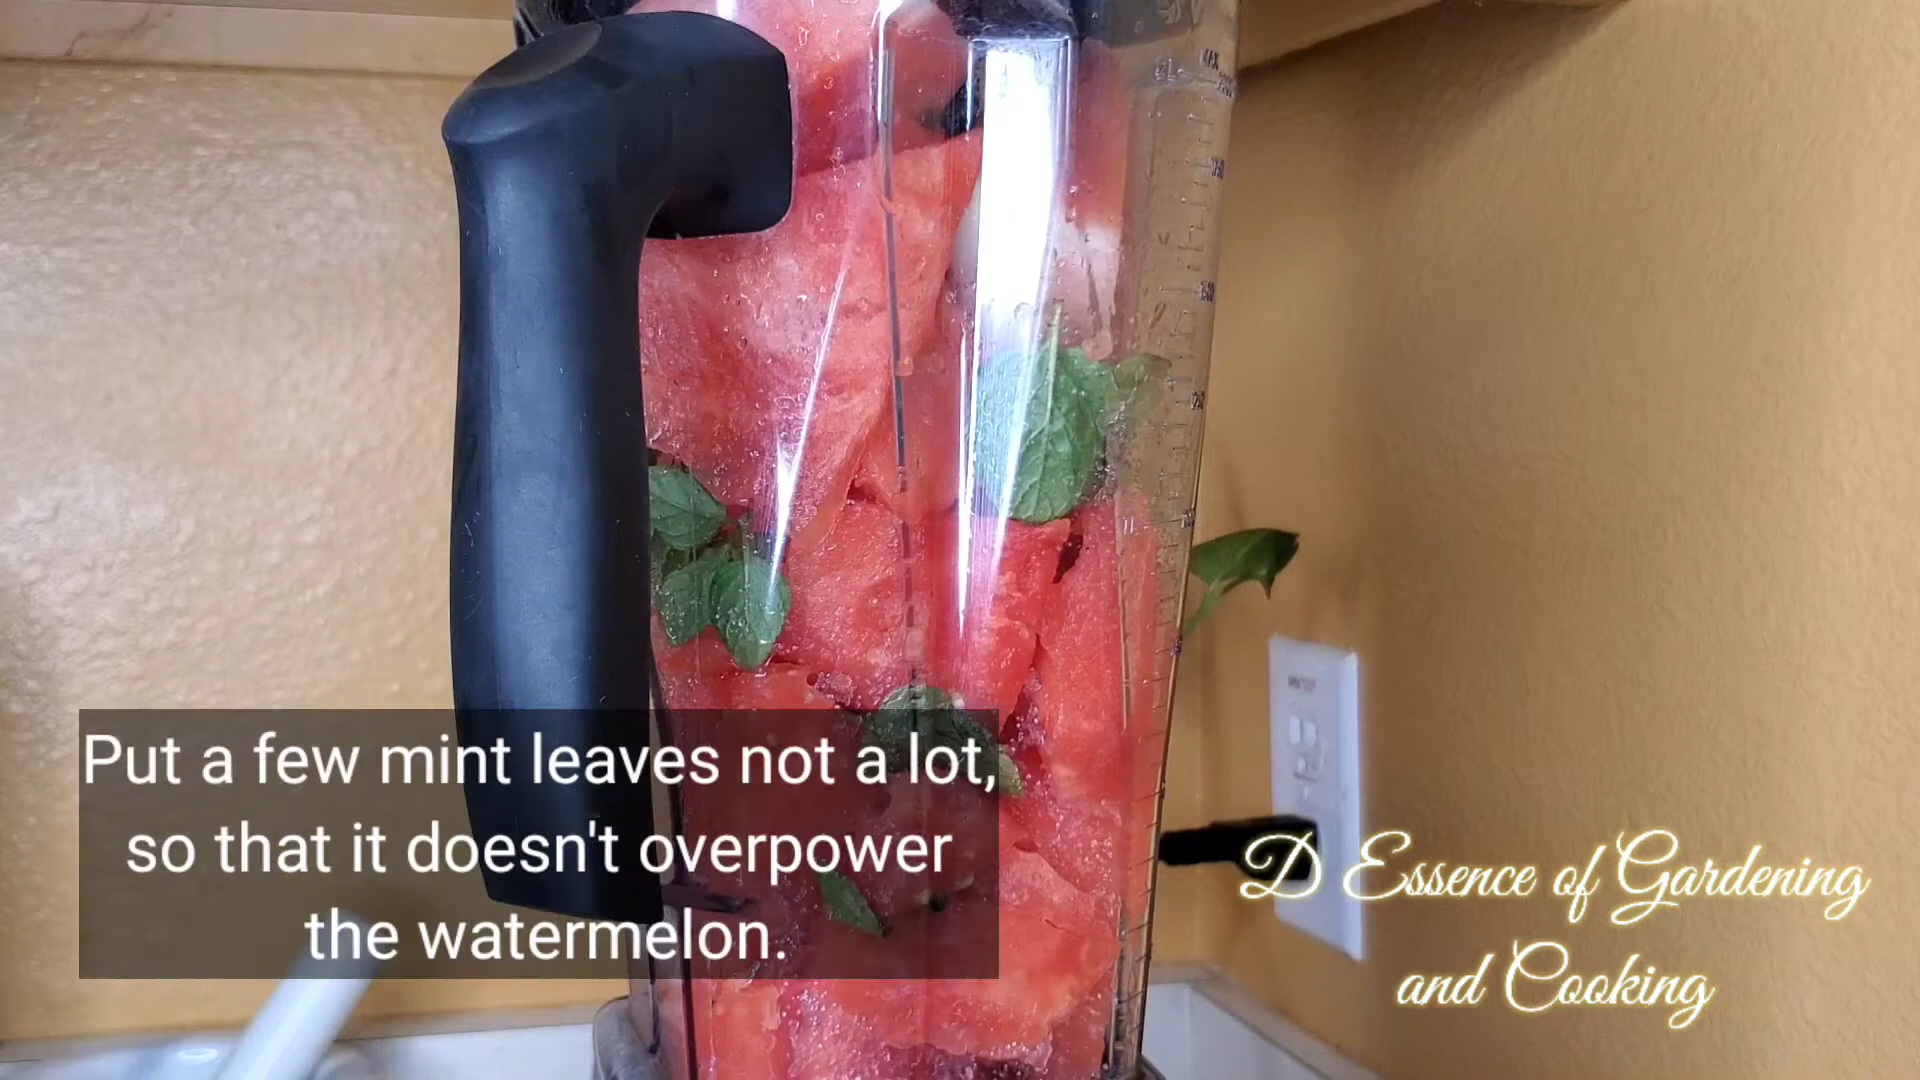 Put a few mint leaves not a lot,
so that it doesn't overpower
the watermelon.
D Essence of Gardening
and Cooking